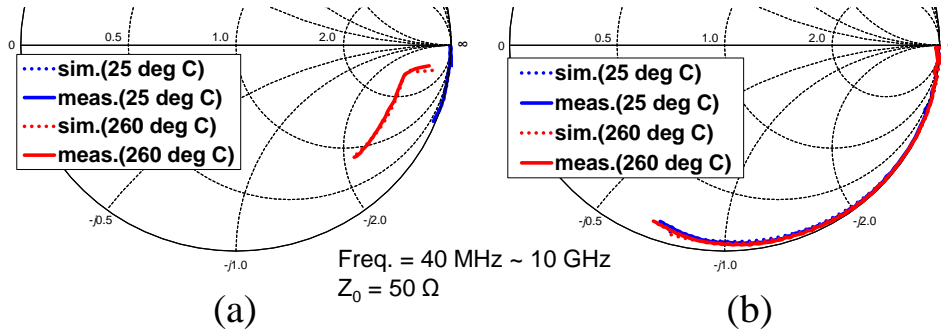 0 0.5 1.0 2.0 ∞
sim.(25 deg C)
meas.(25 deg C)
sim.(260 deg C)
meas.(260 deg C)
-j0.5
-j1.0
-j2.0
(a)
0 0.5 1.0 2.0
sim.(25 deg C)
meas.(25 deg C)
sim.(260 deg C)
meas.(260 deg C)
-j0.5
-j1.0
-j2.0
(b)
Freq. = 40 MHz ~ 10 GHz
Z0 = 50 Ω